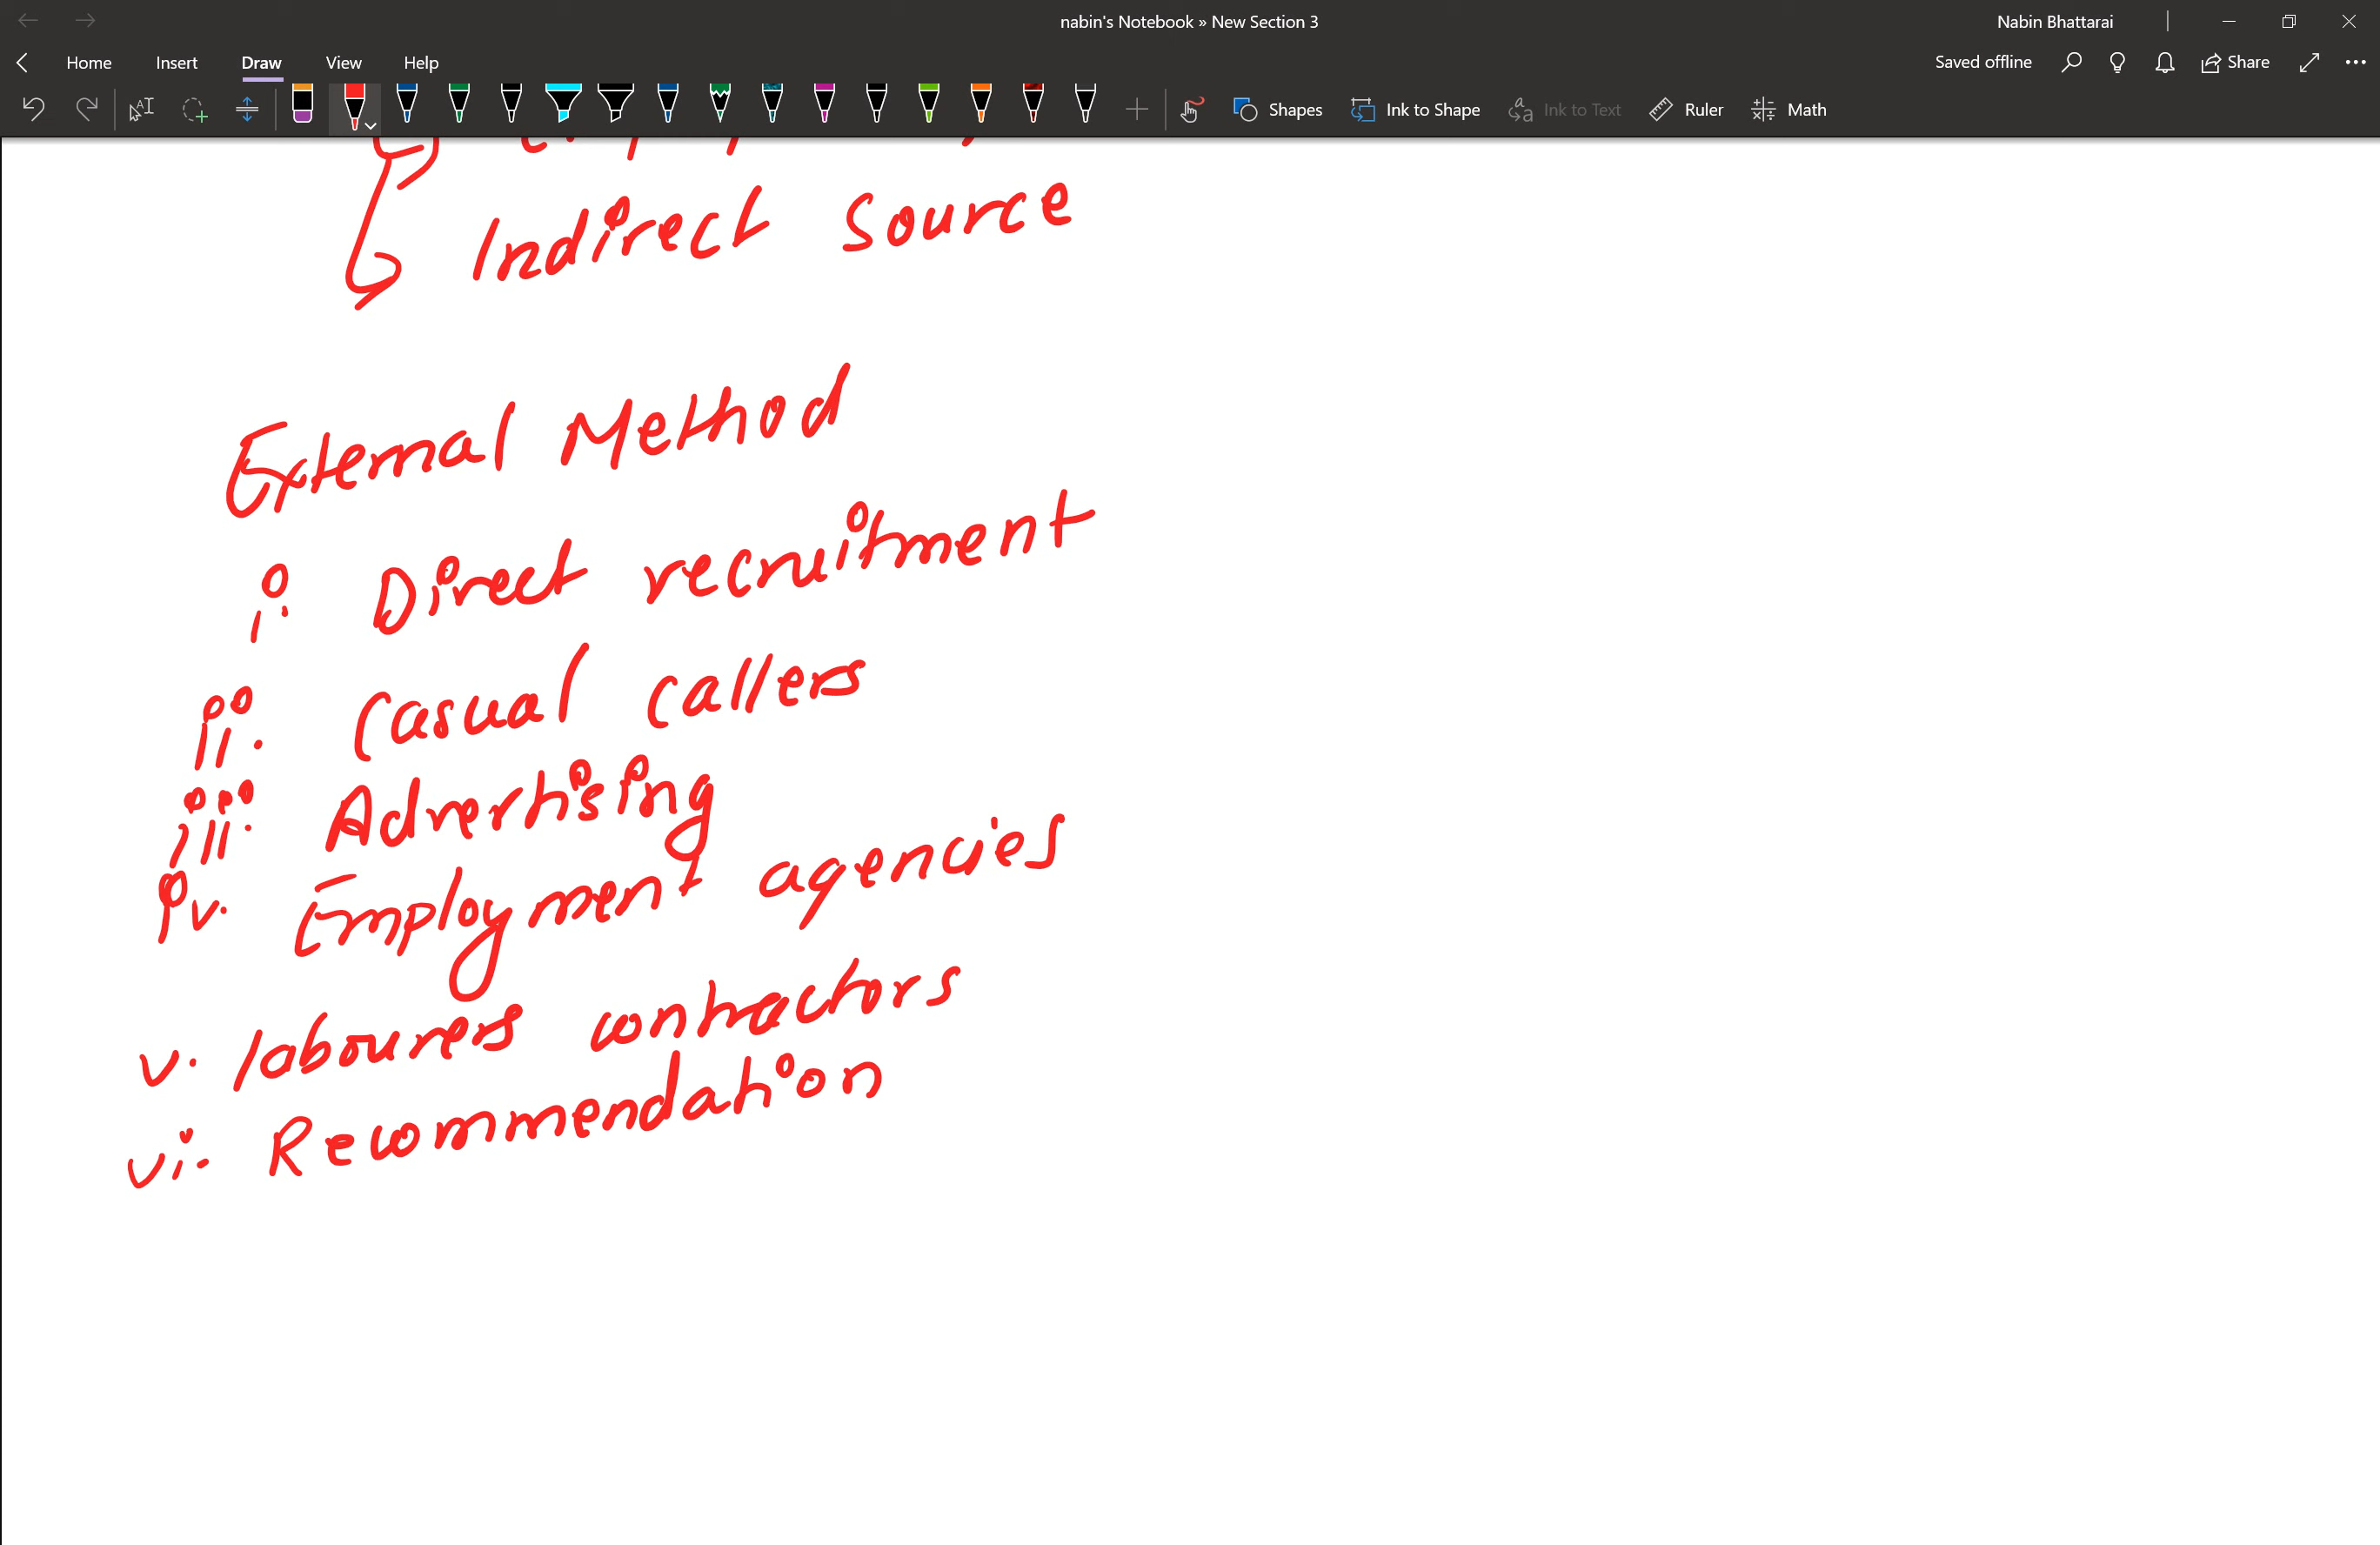 nabin's Notebook » New Section 3
Nabin Bhattarai
Home Insert Draw View Help
Saved offline
Share
Shapes Ink to Shape Ink to Text Ruler Math
Indirect Source
External Method
i. Direct recruitment
ii. Casual callers
iii. Advertising
iv. Employment agencies
v. laboures contractors
vi. Recommendation